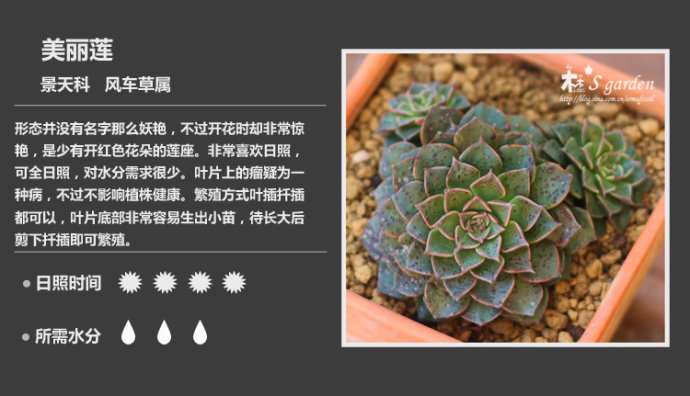 美丽莲
景天科 风车草属
形态并没有名字那么妖艳，不过开花时却非常惊
艳，是少有开红色花朵的莲座。非常喜欢日照，
可全日照，对水分需求很少。叶片上的瘤疑为一
种病，不过不影响植株健康。繁殖方式叶插扦插
都可以，叶片底部非常容易生出小苗，待长大后
剪下扦插即可繁殖。
日照时间
所需水分
S garden
http://blog.sina.com.cn